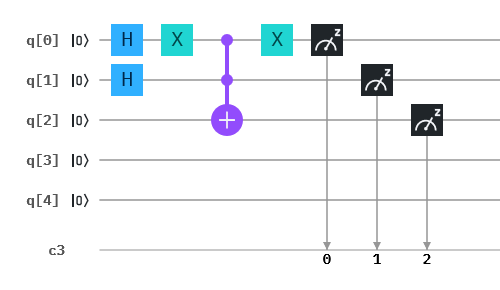 q[0] |0⟩ H X X z
q[1] |0⟩ H z
q[2] |0⟩ + z
q[3] |0⟩
q[4] |0⟩
c3
0 1 2